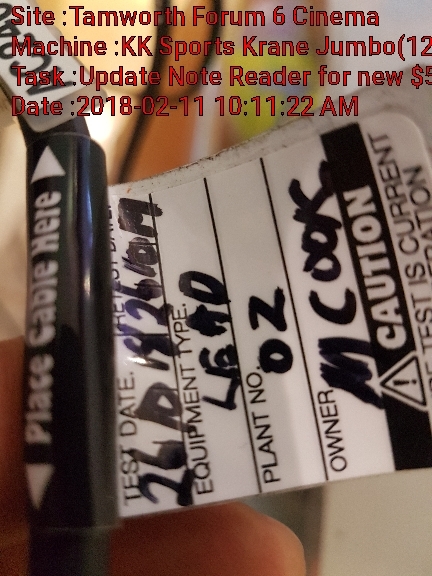 Site :Tamworth Forum 6 Cinema
Machine :KK Sports Krane Jumbo(12
Task :Update Note Reader for new $5
Date :2018-02-11 10:11:22 AM
Place Cable Here
TEST DATE.
EQUIPMENT TYPE. LEAD
PLANT NO. 02
OWNER M COOK
CAUTION
TEST IS CURRENT